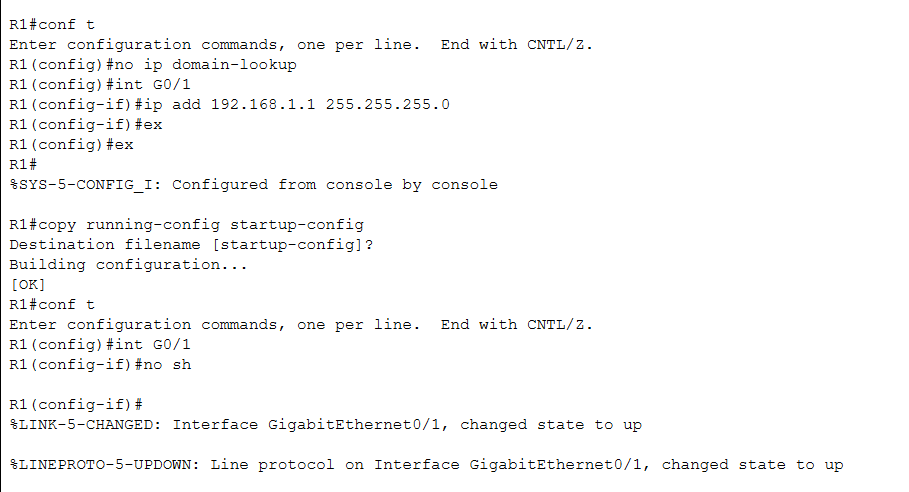 R1#conf t
Enter configuration commands, one per line.  End with CNTL/Z.
R1(config)#no ip domain-lookup
R1(config)#int G0/1
R1(config-if)#ip add 192.168.1.1 255.255.255.0
R1(config-if)#ex
R1(config)#ex
R1#
%SYS-5-CONFIG_I: Configured from console by console
R1#copy running-config startup-config
Destination filename [startup-config]?
Building configuration...
[OK]
R1#conf t
Enter configuration commands, one per line.  End with CNTL/Z.
R1(config)#int G0/1
R1(config-if)#no sh
R1(config-if)#
%LINK-5-CHANGED: Interface GigabitEthernet0/1, changed state to up
%LINEPROTO-5-UPDOWN: Line protocol on Interface GigabitEthernet0/1, changed state to up